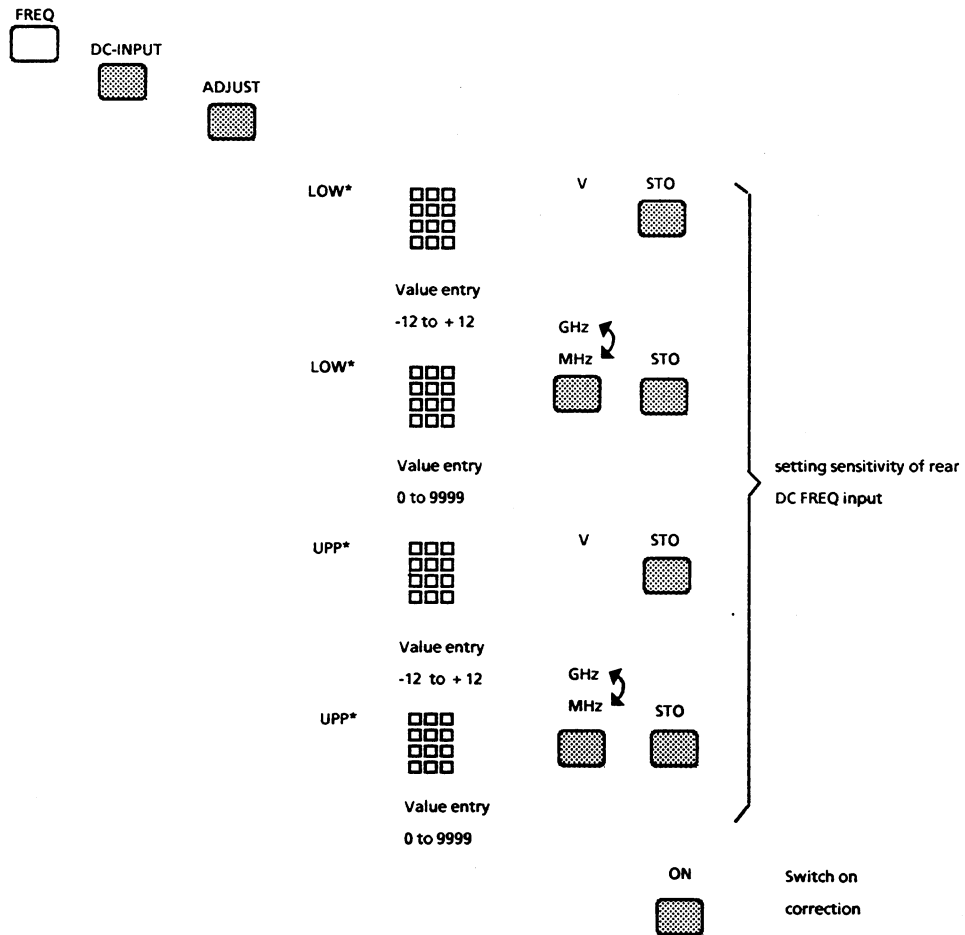 FREQ
DC-INPUT
ADJUST
LOW*
V
STO
Value entry
-12 to + 12
GHz
LOW*
MHz
STO
Value entry
0 to 9999
setting sensitivity of rear
DC FREQ input
UPP*
V
STO
Value entry
-12 to + 12
GHz
UPP*
MHz
STO
Value entry
0 to 9999
ON
Switch on
correction